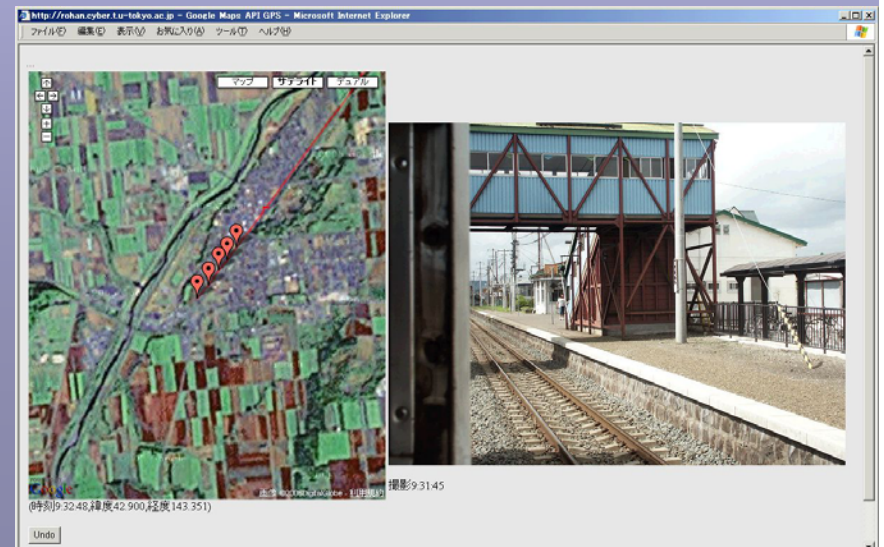 http://rohan.cyber.t.u-tokyo.ac.jp - Google Maps API GPS - Microsoft Internet Explorer
ファイル(F) 編集(E) 表示(V) お気に入り(A) ツール(T) ヘルプ(H)
...
マップ サテライト デュアル
Google
(時刻9:32:48,緯度42.900,経度143.351)
撮影9:31:45
Undo